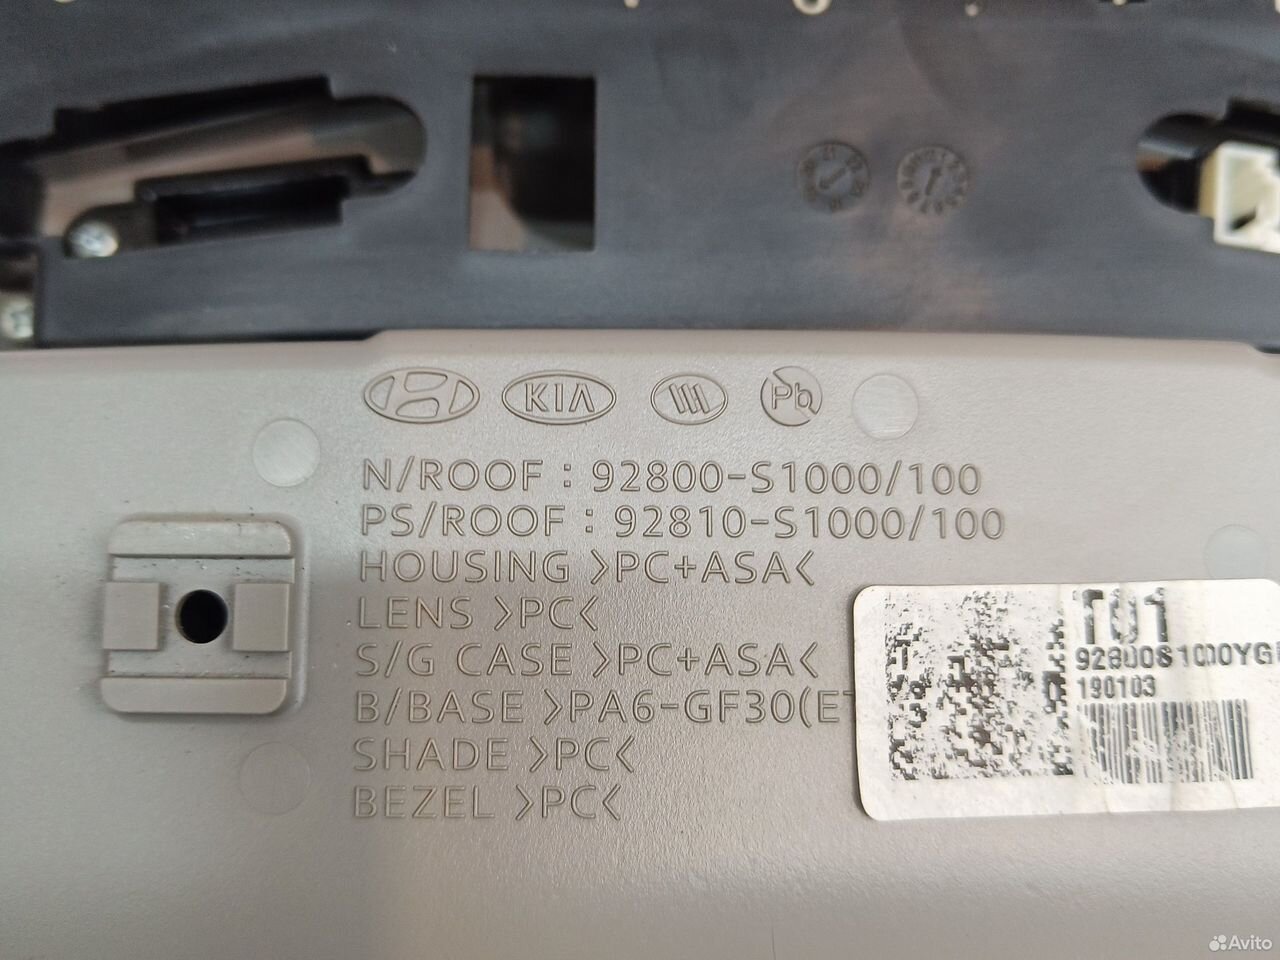 KIA
Pb
N/ROOF : 92800-S1000/100
PS/ROOF : 92810-S1000/100
HOUSING >PC+ASA<
LENS >PC<
S/G CASE >PC+ASA<
B/BASE >PA6-GF30(E
SHADE >PC<
BEZEL >PC<
T01
92800S1000YG
190103
Avito